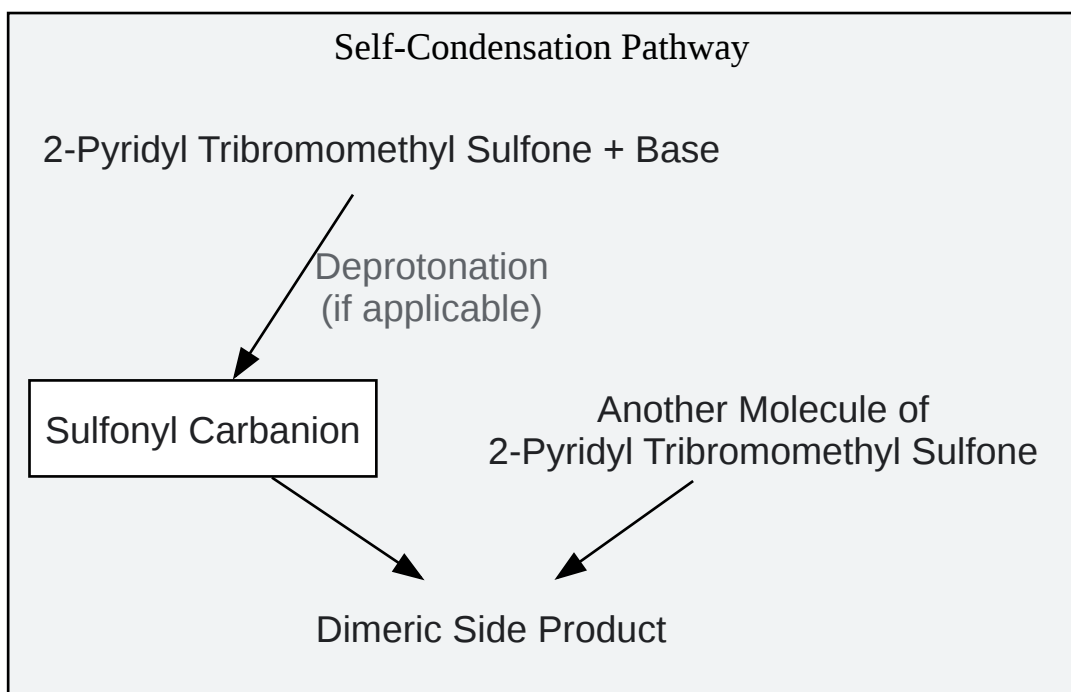 Self-Condensation Pathway
2-Pyridyl Tribromomethyl Sulfone + Base
Deprotonation
(if applicable)
Sulfonyl Carbanion
Another Molecule of
2-Pyridyl Tribromomethyl Sulfone
Dimeric Side Product